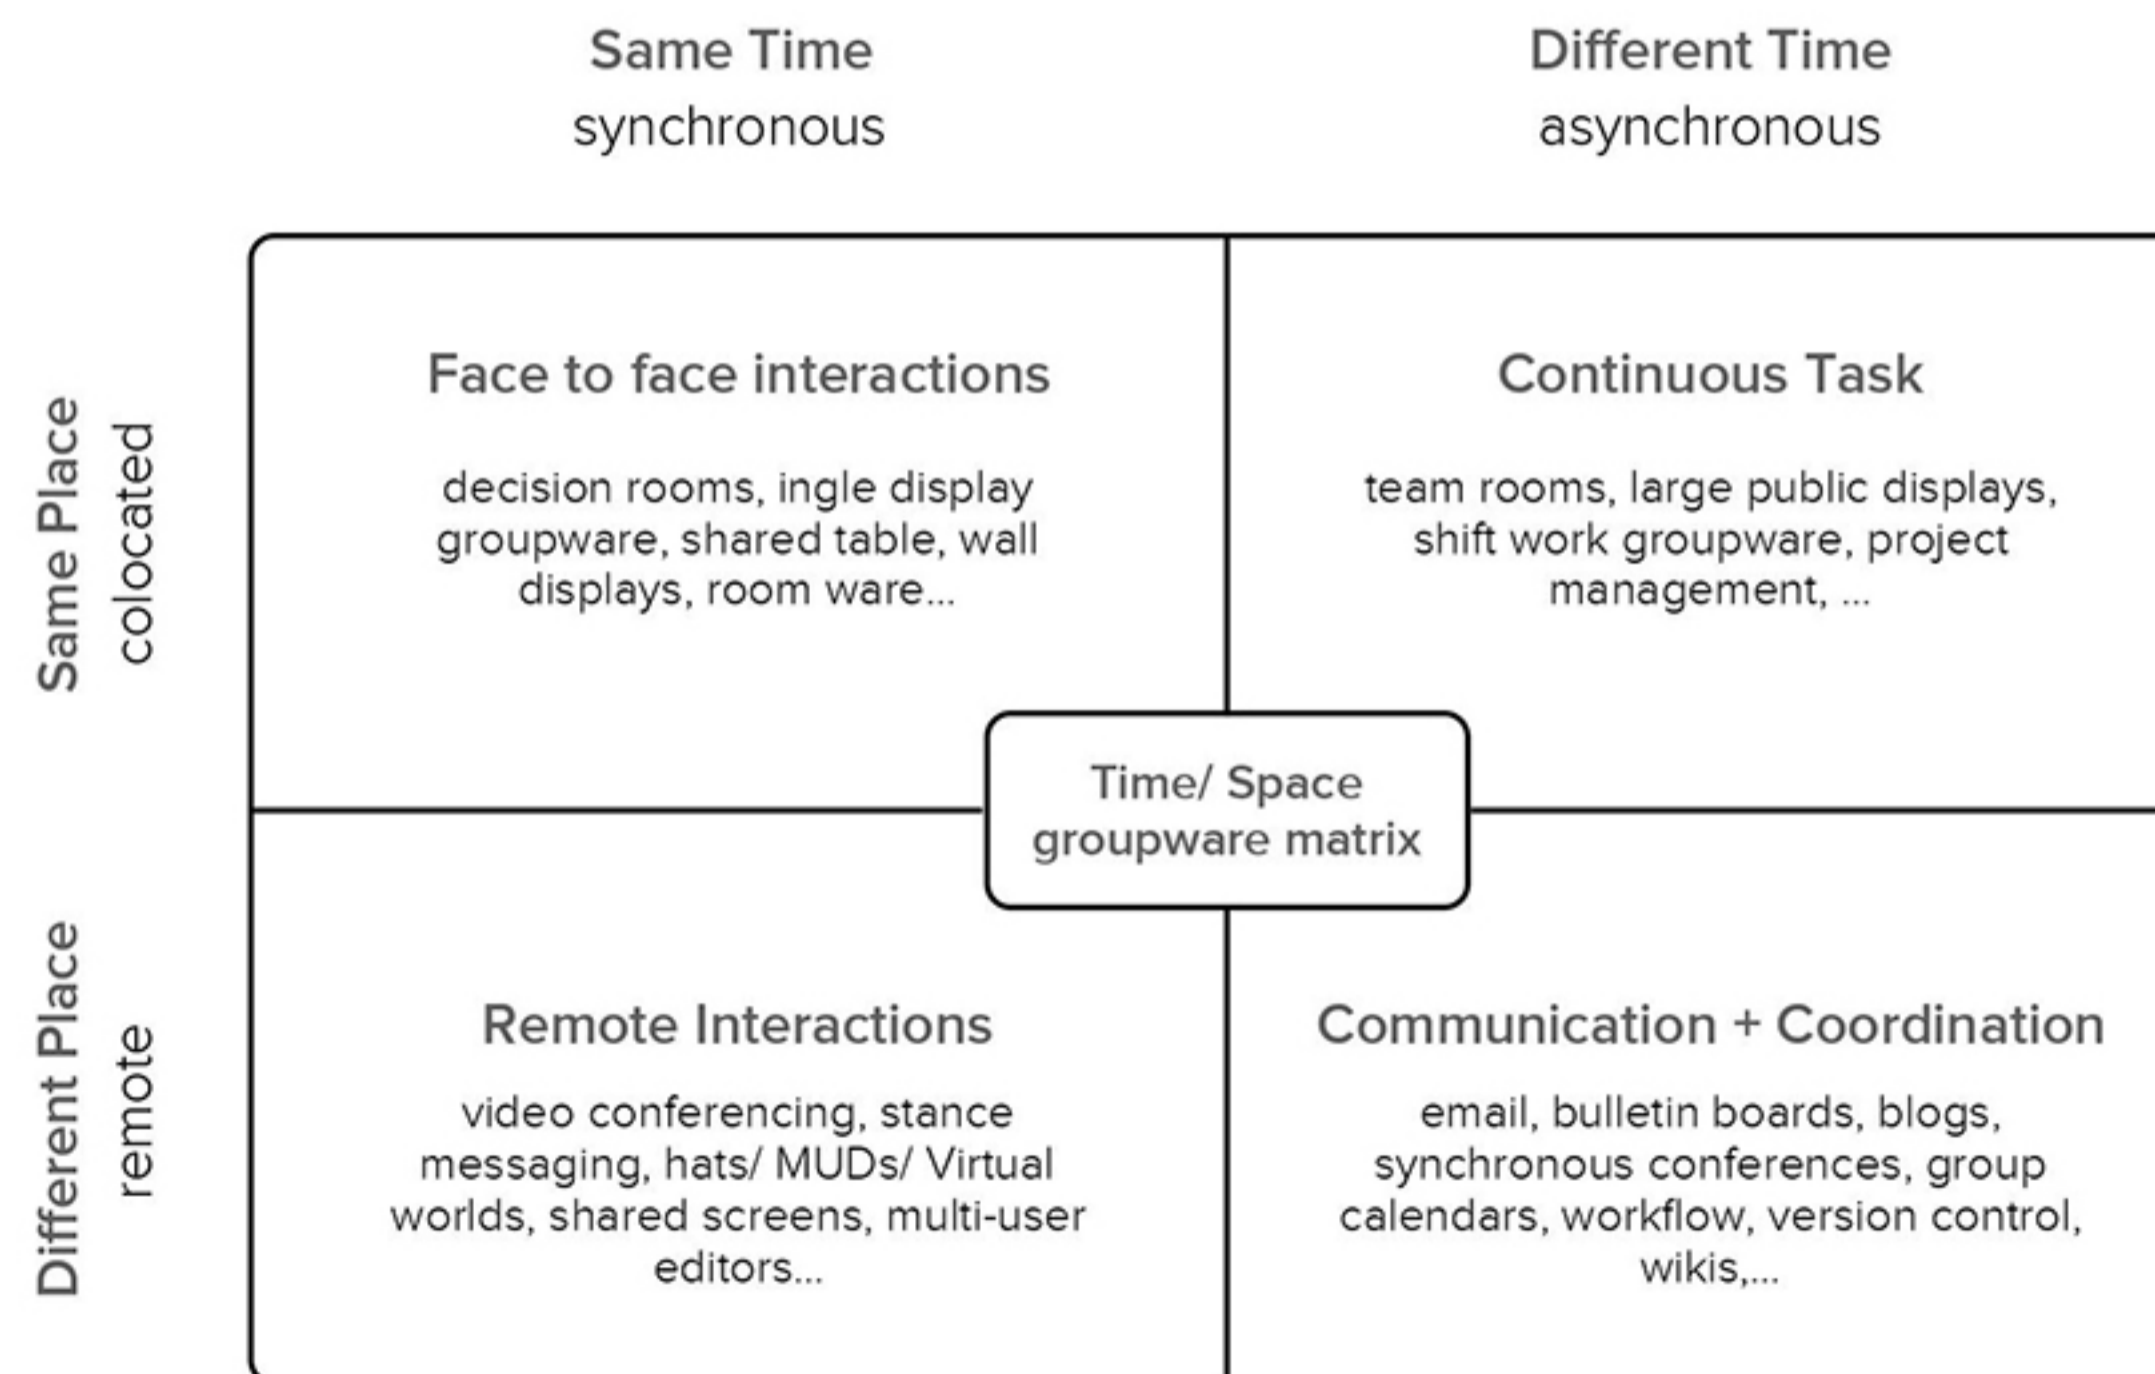 Same Time
synchronous
Different Time
asynchronous
Same Place
colocated
Face to face interactions
decision rooms, ingle display
groupware, shared table, wall
displays, room ware...
Continuous Task
team rooms, large public displays,
shift work groupware, project
management, ...
Time/ Space
groupware matrix
Different Place
remote
Remote Interactions
video conferencing, stance
messaging, hats/ MUDs/ Virtual
worlds, shared screens, multi-user
editors...
Communication + Coordination
email, bulletin boards, blogs,
synchronous conferences, group
calendars, workflow, version control,
wikis,...